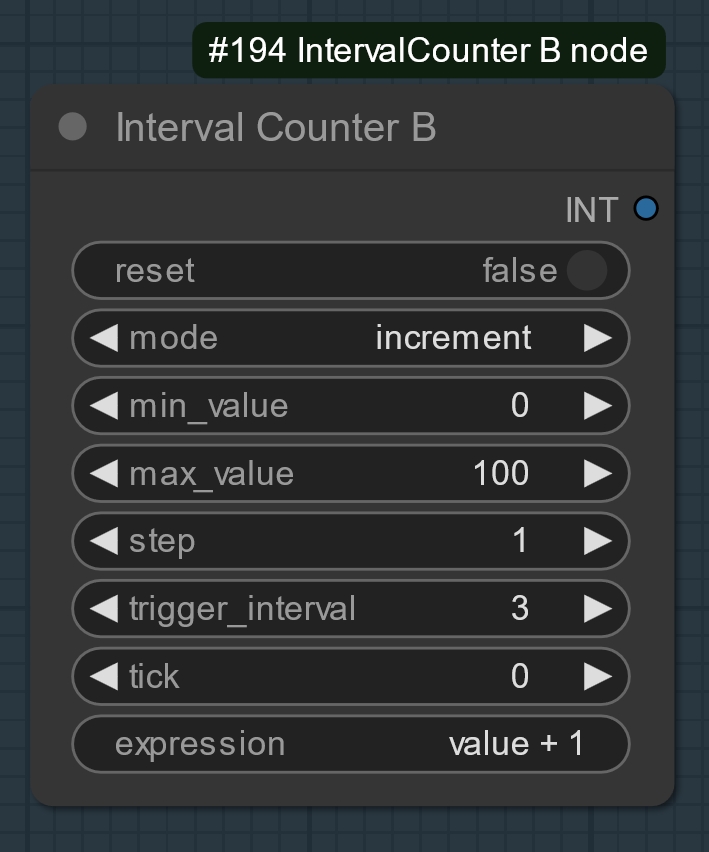 #194 IntervalCounter B node
Interval Counter B
INT
reset false
mode increment
min_value 0
max_value 100
step 1
trigger_interval 3
tick 0
expression value + 1